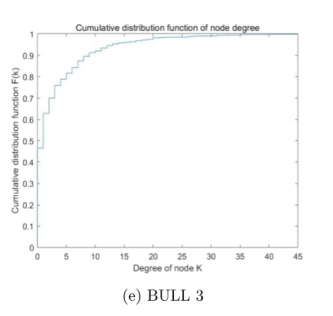 Cumulative distribution function of node degree
Cumulative distribution function F(k)
1
0.9
0.8
0.7
0.6
0.5
0.4
0.3
0.2
0.1
0
0 5 10 15 20 25 30 35 40 45
Degree of node K
(e) BULL 3